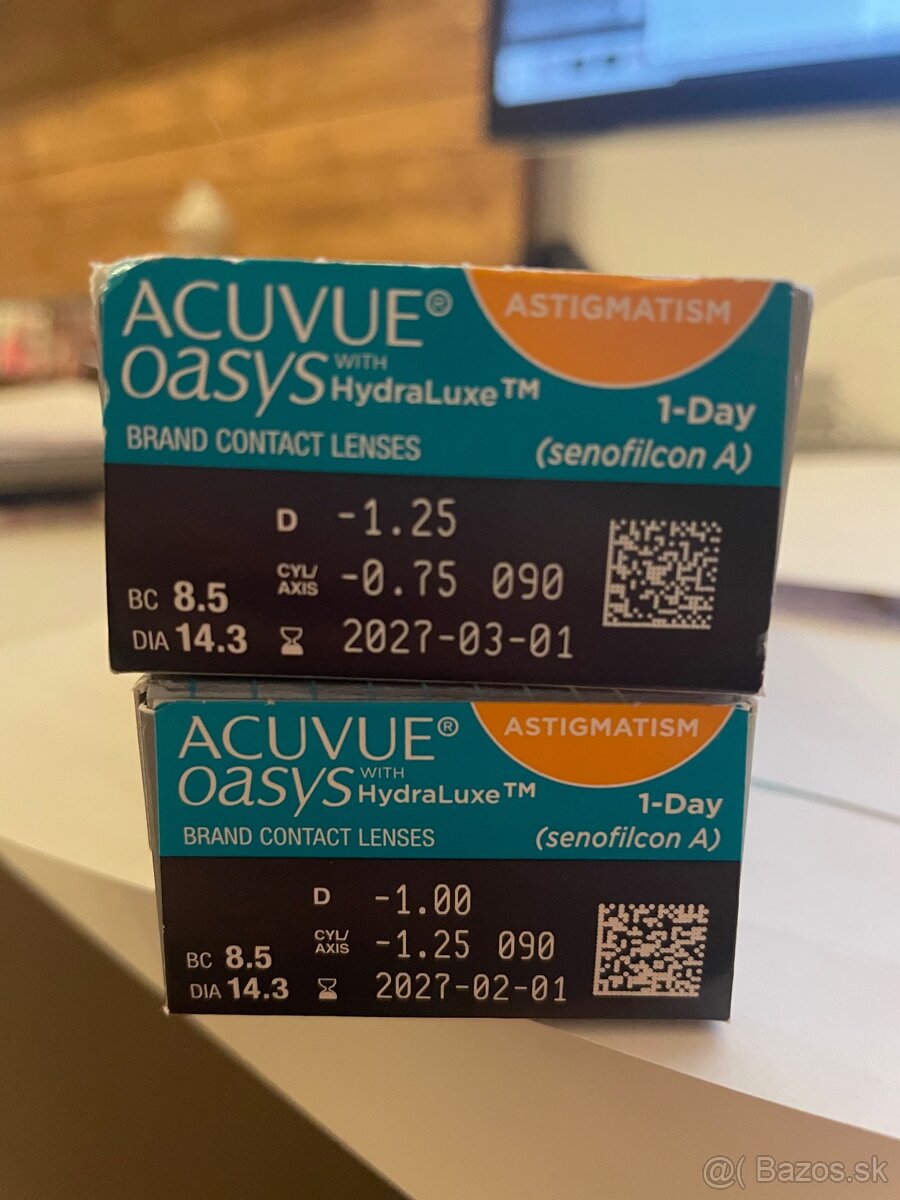 ACUVUE® ASTIGMATISM
oasys WITH HydraLuxe™
1-Day
BRAND CONTACT LENSES (senofilcon A)
D -1.25
CYL/AXIS -0.75 090
BC 8.5
DIA 14.3 2027-03-01
ACUVUE® ASTIGMATISM
oasys WITH HydraLuxe™
1-Day
BRAND CONTACT LENSES (senofilcon A)
D -1.00
CYL/AXIS -1.25 090
BC 8.5
DIA 14.3 2027-02-01
@( Bazos.sk